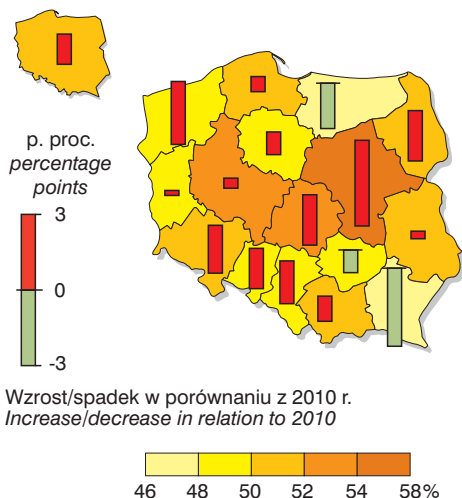 p. proc.
percentage
points
3
0
-3
Wzrost/spadek w porównaniu z 2010 r.
Increase/decrease in relation to 2010
46 48 50 52 54 58%